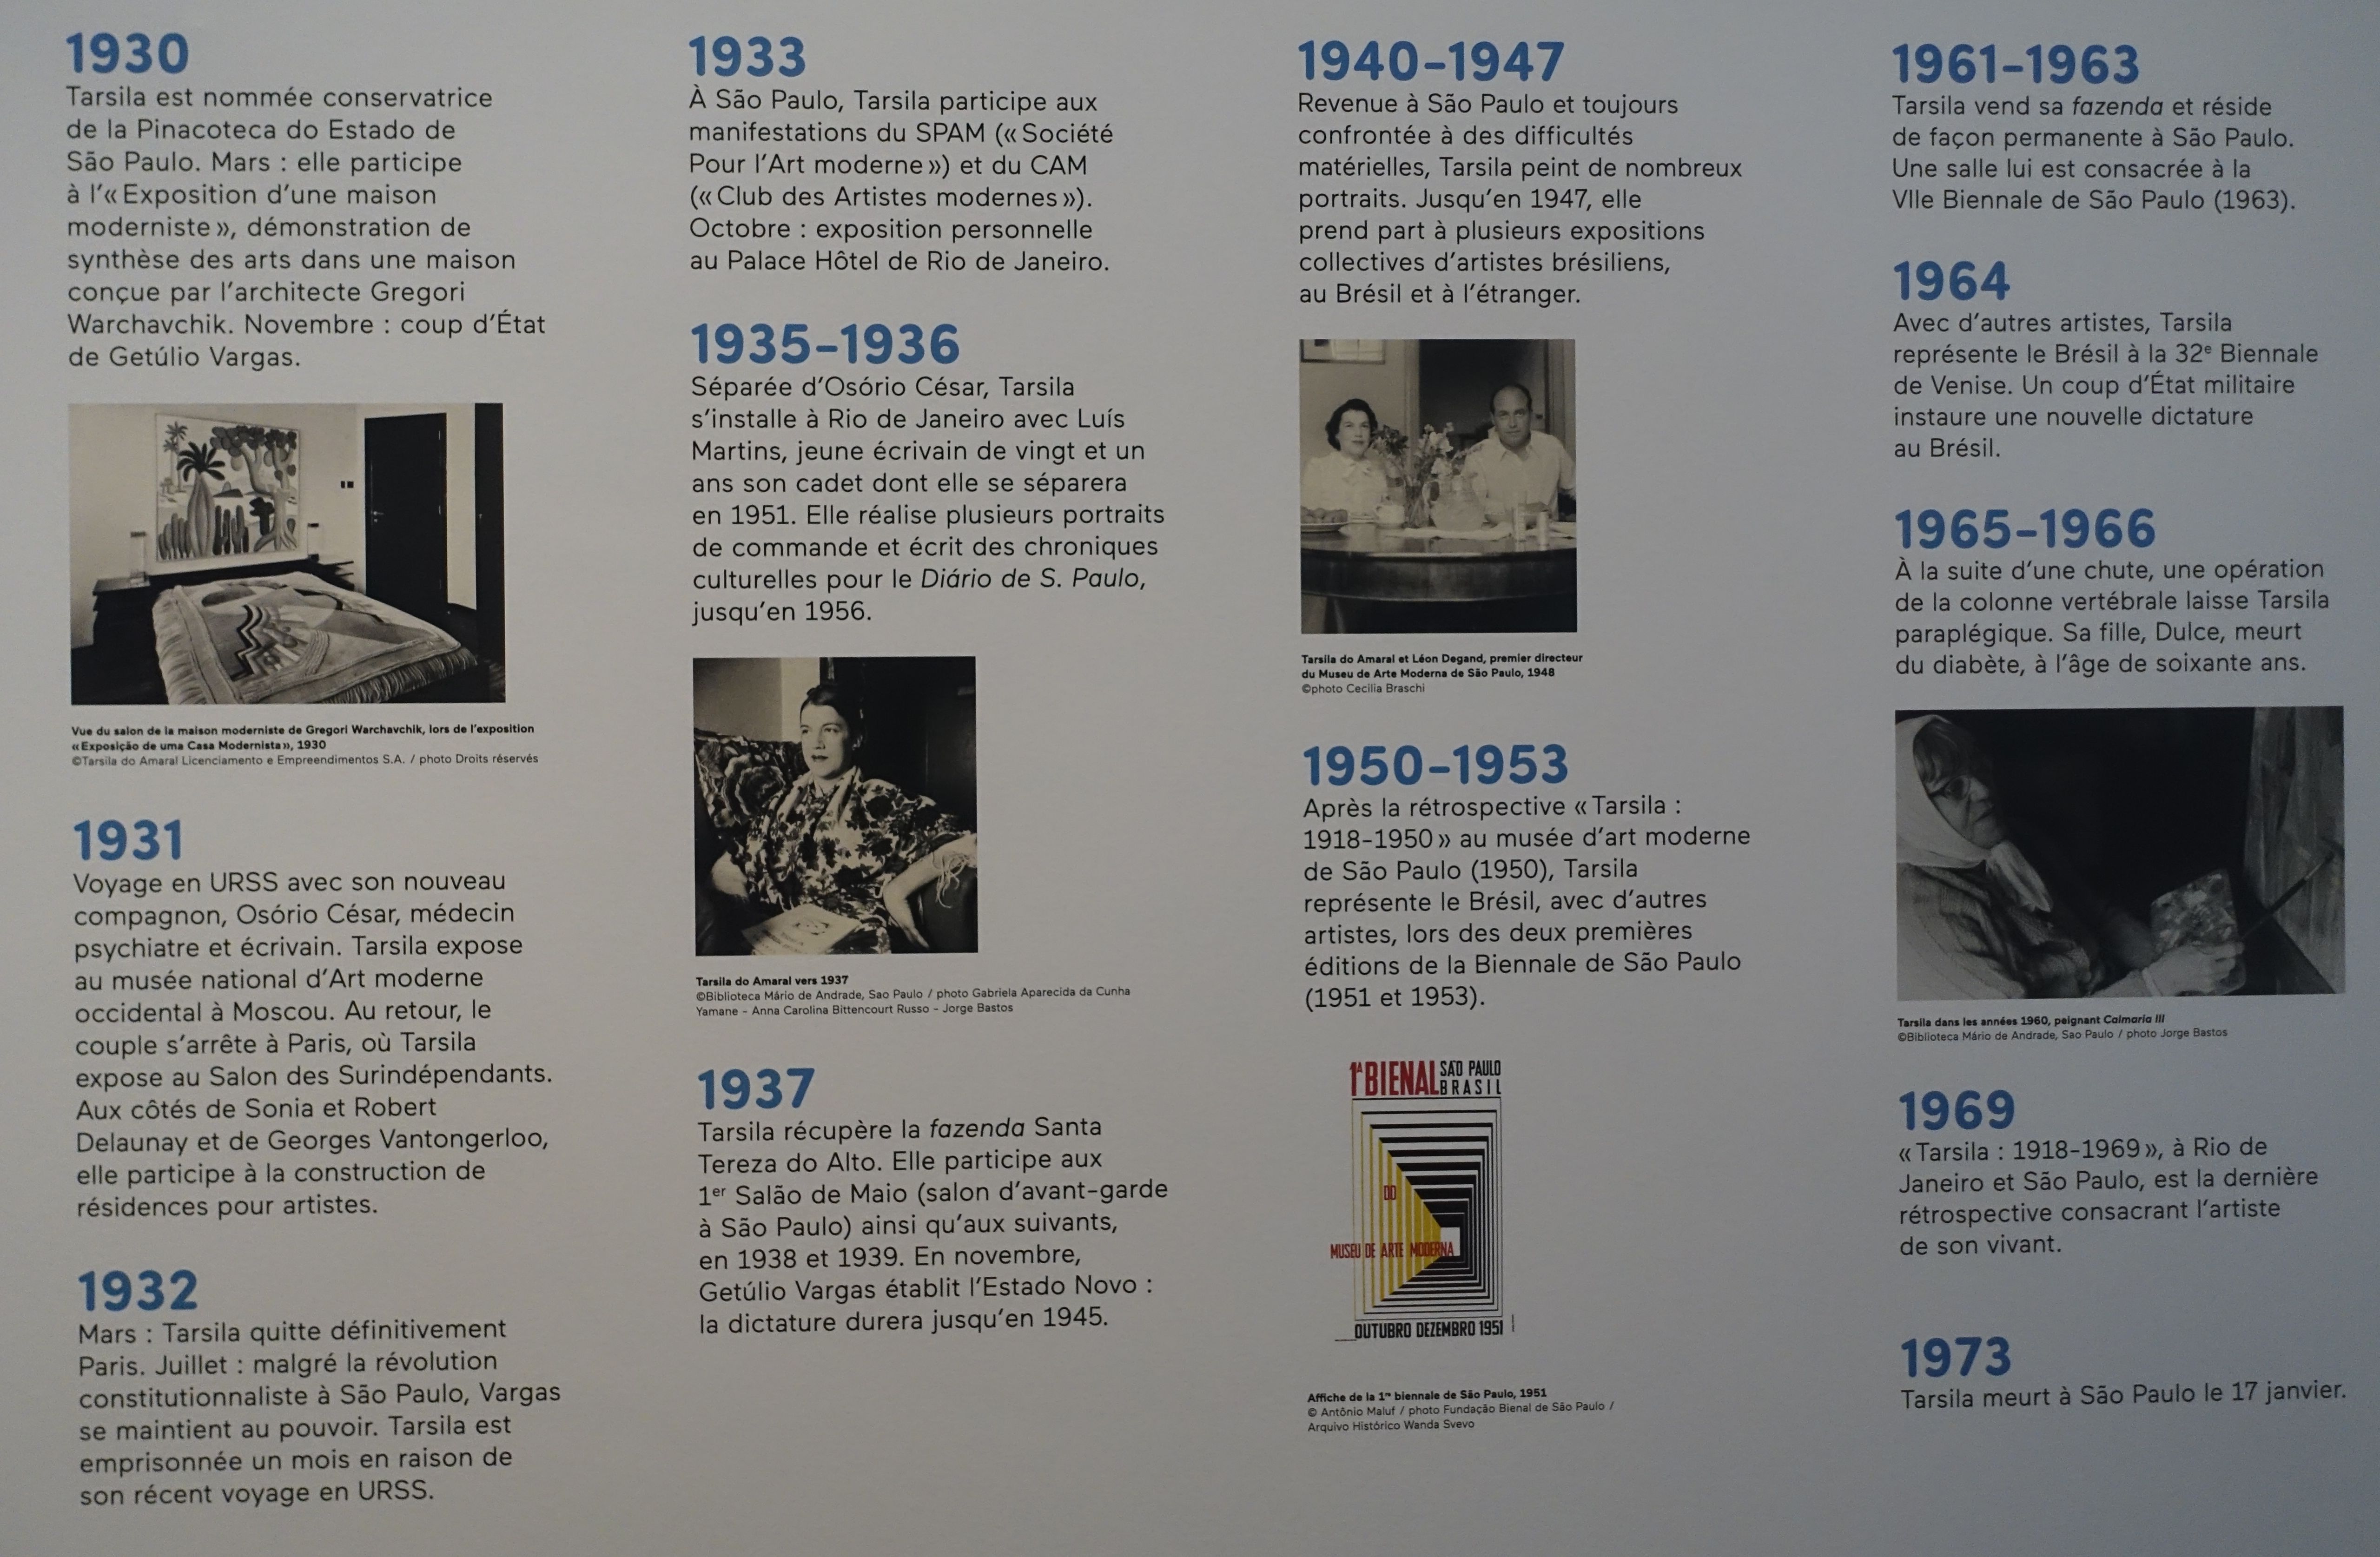 1930
Tarsila est nommée conservatrice
de la Pinacoteca do Estado de
São Paulo. Mars : elle participe
à l'« Exposition d'une maison
moderniste », démonstration de
synthèse des arts dans une maison
conçue par l'architecte Gregori
Warchavchik. Novembre : coup d'État
de Getúlio Vargas.
Vue du salon de la maison moderniste de Gregori Warchavchik, lors de l'exposition
« Exposição de uma Casa Modernista », 1930
©Tarsila do Amaral Licenciamento e Empreendimentos S.A. / photo Droits réservés
1931
Voyage en URSS avec son nouveau
compagnon, Osório César, médecin
psychiatre et écrivain. Tarsila expose
au musée national d'Art moderne
occidental à Moscou. Au retour, le
couple s'arrête à Paris, où Tarsila
expose au Salon des Surindépendants.
Aux côtés de Sonia et Robert
Delaunay et de Georges Vantongerloo,
elle participe à la construction de
résidences pour artistes.
1932
Mars : Tarsila quitte définitivement
Paris. Juillet : malgré la révolution
constitutionnaliste à São Paulo, Vargas
se maintient au pouvoir. Tarsila est
emprisonnée un mois en raison de
son récent voyage en URSS.
1933
À São Paulo, Tarsila participe aux
manifestations du SPAM (« Société
Pour l'Art moderne ») et du CAM
(« Club des Artistes modernes »).
Octobre : exposition personnelle
au Palace Hôtel de Rio de Janeiro.
1935-1936
Séparée d'Osório César, Tarsila
s'installe à Rio de Janeiro avec Luís
Martins, jeune écrivain de vingt et un
ans son cadet dont elle se séparera
en 1951. Elle réalise plusieurs portraits
de commande et écrit des chroniques
culturelles pour le Diário de S. Paulo,
jusqu'en 1956.
Tarsila do Amaral vers 1937
©Biblioteca Mário de Andrade, Sao Paulo / photo Gabriela Aparecida da Cunha
Yamane - Anna Carolina Bittencourt Russo - Jorge Bastos
1937
Tarsila récupère la fazenda Santa
Tereza do Alto. Elle participe aux
1er Salão de Maio (salon d'avant-garde
à São Paulo) ainsi qu'aux suivants,
en 1938 et 1939. En novembre,
Getúlio Vargas établit l'Estado Novo :
la dictature durera jusqu'en 1945.
1940-1947
Revenue à São Paulo et toujours
confrontée à des difficultés
matérielles, Tarsila peint de nombreux
portraits. Jusqu'en 1947, elle
prend part à plusieurs expositions
collectives d'artistes brésiliens,
au Brésil et à l'étranger.
Tarsila do Amaral et Léon Degand, premier directeur
du Museu de Arte Moderna de São Paulo, 1948
©photo Cecilia Braschi
1950-1953
Après la rétrospective « Tarsila :
1918-1950 » au musée d'art moderne
de São Paulo (1950), Tarsila
représente le Brésil, avec d'autres
artistes, lors des deux premières
éditions de la Biennale de São Paulo
(1951 et 1953).
1ª BIENAL SÃO PAULO
BRASIL
DO
MUSEU DE ARTE MODERNA
OUTUBRO DEZEMBRO 1951
Affiche de la 1re biennale de São Paulo, 1951
© Antônio Maluf / photo Fundação Bienal de São Paulo /
Arquivo Histórico Wanda Svevo
1961-1963
Tarsila vend sa fazenda et réside
de façon permanente à São Paulo.
Une salle lui est consacrée à la
VIIe Biennale de São Paulo (1963).
1964
Avec d'autres artistes, Tarsila
représente le Brésil à la 32e Biennale
de Venise. Un coup d'État militaire
instaure une nouvelle dictature
au Brésil.
1965-1966
À la suite d'une chute, une opération
de la colonne vertébrale laisse Tarsila
paraplégique. Sa fille, Dulce, meurt
du diabète, à l'âge de soixante ans.
Tarsila dans les années 1960, peignant Calmaria III
©Biblioteca Mário de Andrade, Sao Paulo / photo Jorge Bastos
1969
« Tarsila : 1918-1969 », à Rio de
Janeiro et São Paulo, est la dernière
rétrospective consacrant l'artiste
de son vivant.
1973
Tarsila meurt à São Paulo le 17 janvier.